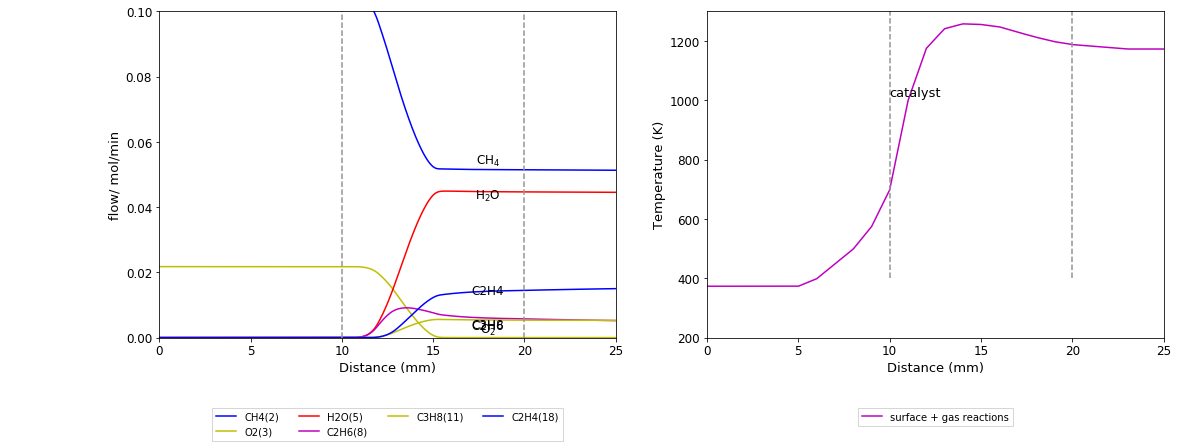 flow/ mol/min
0.10
0.08
0.06
0.04
0.02
0.00
CH4
H2O
C2H4
O2
0 5 10 15 20 25
Distance (mm)
CH4(2) H2O(5) C3H8(11) C2H4(18)
O2(3) C2H6(8)
Temperature (K)
1200
1000
800
600
400
200
catalyst
0 5 10 15 20 25
Distance (mm)
surface + gas reactions